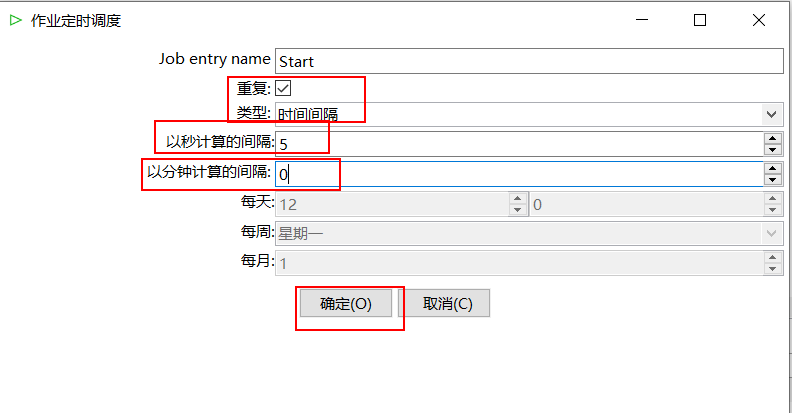 作业定时调度
Job entry name Start
重复:
类型: 时间间隔
以秒计算的间隔: 5
以分钟计算的间隔: 0
每天: 12 0
每周: 星期一
每月: 1
确定(O) 取消(C)